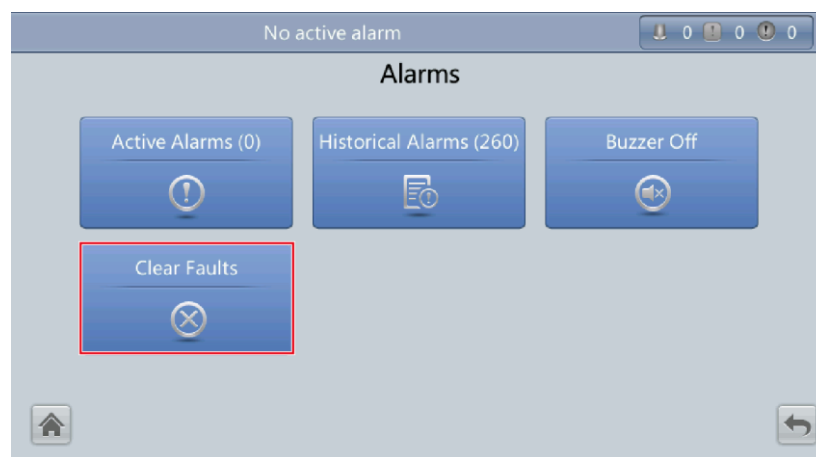 No active alarm
0 0 0
Alarms
Active Alarms (0)
Historical Alarms (260)
Buzzer Off
Clear Faults